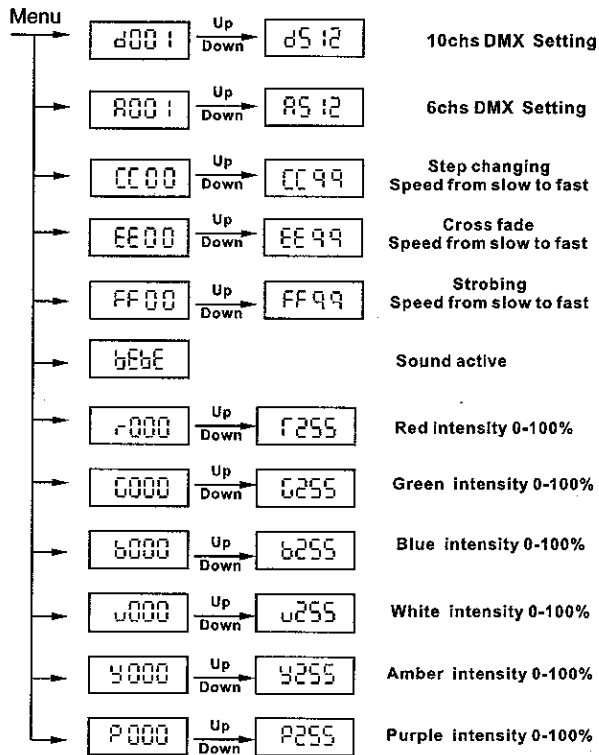 Menu
d001 Up Down d512 10chs DMX Setting
A001 Up Down A512 6chs DMX Setting
CC00 Up Down CC99 Step changing
Speed from slow to fast
EE00 Up Down EE99 Cross fade
Speed from slow to fast
FF00 Up Down FF99 Strobing
Speed from slow to fast
bEbE Sound active
r000 Up Down r255 Red intensity 0-100%
G000 Up Down G255 Green intensity 0-100%
b000 Up Down b255 Blue intensity 0-100%
u000 Up Down u255 White intensity 0-100%
y000 Up Down y255 Amber intensity 0-100%
P000 Up Down P255 Purple intensity 0-100%